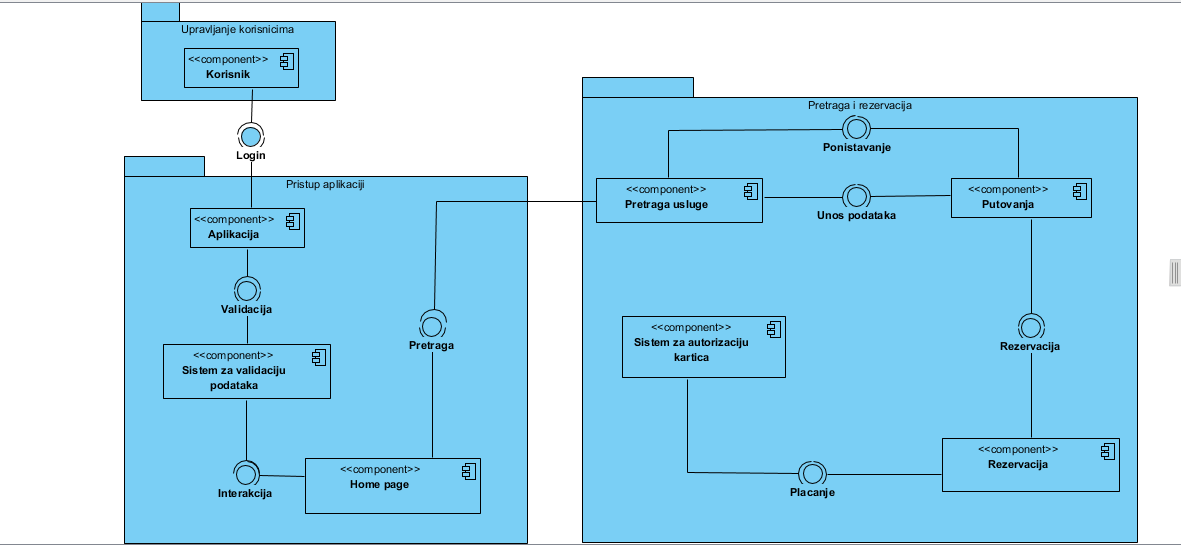 Upravljanje korisnicima
<<component>>
Korisnik
Login
Pristup aplikaciji
<<component>>
Aplikacija
Validacija
<<component>>
Sistem za validaciju
podataka
Interakcija
<<component>>
Home page
Pretraga
Pretraga i rezervacija
Ponistavanje
<<component>>
Pretraga usluge
Unos podataka
<<component>>
Putovanja
<<component>>
Sistem za autorizaciju
kartica
Rezervacija
<<component>>
Rezervacija
Placanje